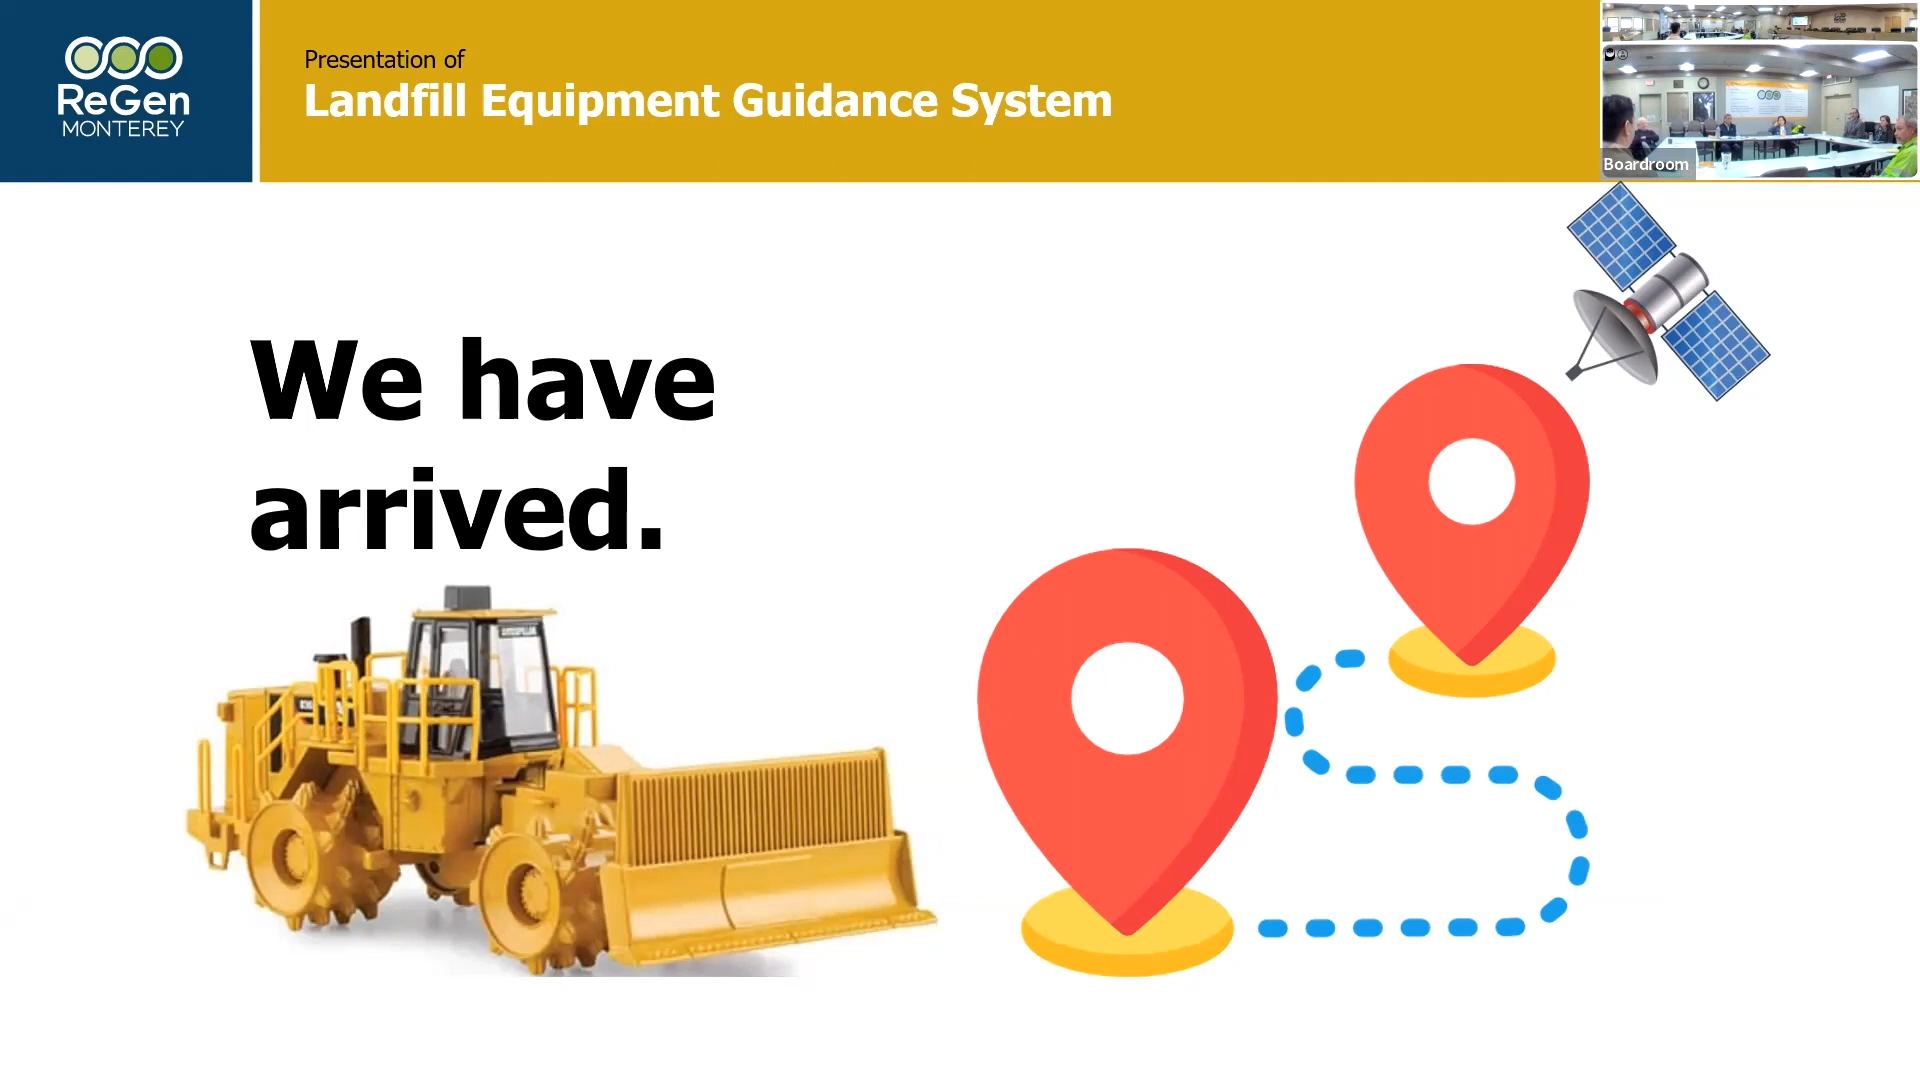 ReGen
MONTEREY
Presentation of
Landfill Equipment Guidance System
Boardroom
We have
arrived.